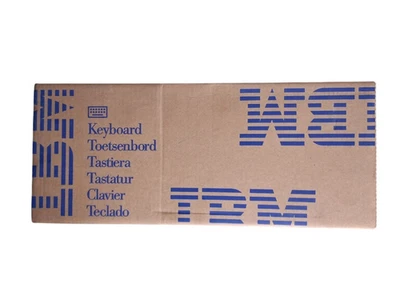 IBM
Keyboard
Toetsenbord
Tastiera
Tastatur
Clavier
Teclado
IBM
IBM